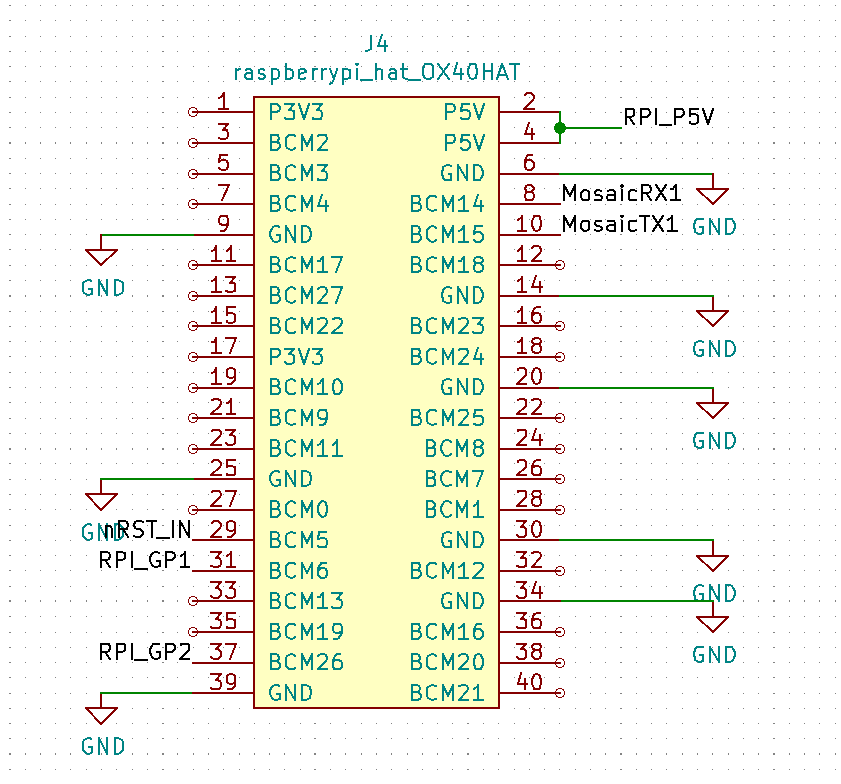 J4
raspberrypi_hat_OX40HAT
1 P3V3 P5V 2 RPI_P5V
3 BCM2 P5V 4
5 BCM3 GND 6
7 BCM4 BCM14 8 MosaicRX1
9 GND BCM15 10 MosaicTX1 GND
11 BCM17 BCM18 12
GND 13 BCM27 GND 14
15 BCM22 BCM23 16
17 P3V3 BCM24 18 GND
19 BCM10 GND 20
21 BCM9 BCM25 22
23 BCM11 BCM8 24 GND
25 GND BCM7 26
27 BCM0 BCM1 28
GND nRST_IN 29 BCM5 GND 30
RPI_GP1 31 BCM6 BCM12 32
33 BCM13 GND 34 GND
35 BCM19 BCM16 36
RPI_GP2 37 BCM26 BCM20 38 GND
39 GND BCM21 40
GND